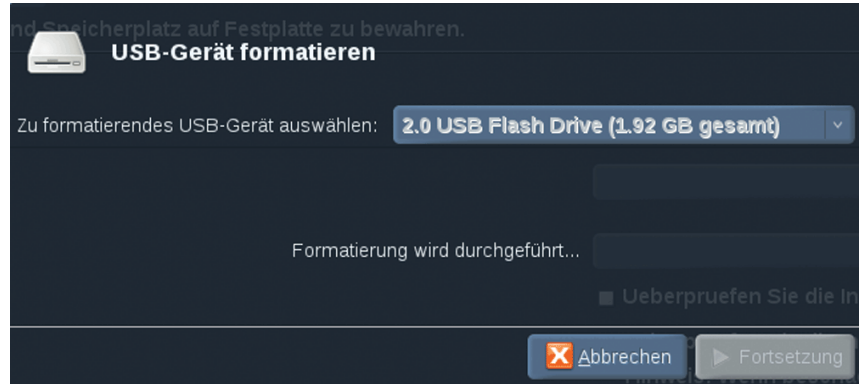 nd Speicherplatz auf Festplatte zu bewahren.
USB-Gerät formatieren
Zu formatierendes USB-Gerät auswählen:
2.0 USB Flash Drive (1.92 GB gesamt)
Formatierung wird durchgeführt...
Ueberpruefen Sie die In
Abbrechen
Fortsetzung